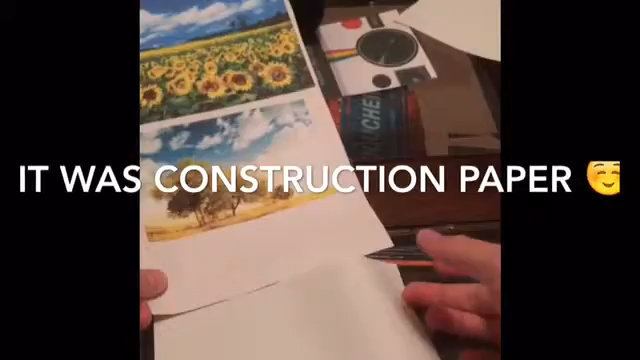 IT WAS CONSTRUCTION PAPER ☺️